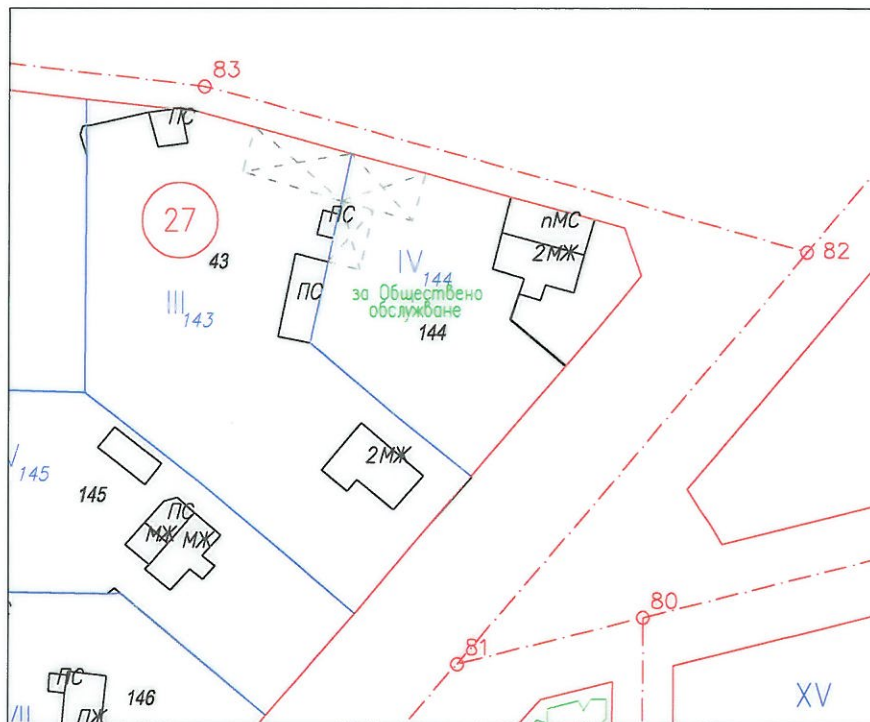 83
ПС
27
ПС
пМС
82
43
IV 144
2МЖ
ПС
за Обществено
обслужване
III 143
144
2МЖ
V 145
145
ПС
МЖ
МЖ
80
81
ПС
146
XV
VII
ПЖ